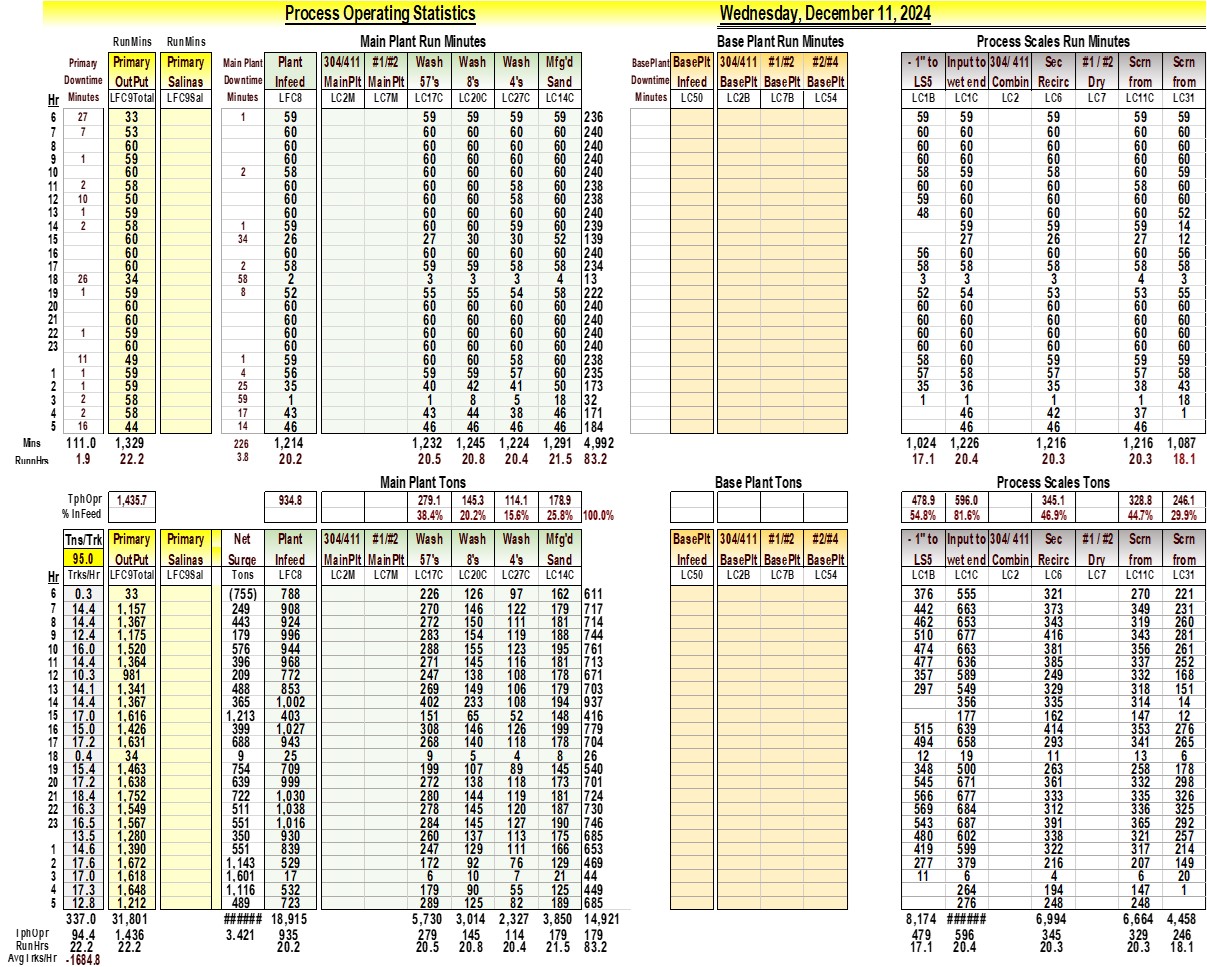 Process Operating Statistics Wednesday, December 11, 2024
RunMins RunMins Main Plant Run Minutes Base Plant Run Minutes Process Scales Run Minutes
Primary Primary Primary Main Plant Plant 304/411 #1/#2 Wash Wash Wash Mfg'd BasePlant BasePlt 304/411 #1/#2 #2/#4 - 1" to Input to 304/ 411 Sec #1 / #2 Scrn Scrn
Downtime OutPut Salinas Downtime Infeed MainPlt MainPlt 57's 8's 4's Sand Downtime Infeed BasePlt BasePlt BasePlt LS5 wet end Combin Recirc Dry from from
Hr Minutes LFC9Total LFC9Sal Minutes LFC8 LC2M LC7M LC17C LC20C LC27C LC14C Minutes LC50 LC2B LC7B LC54 LC1B LC1C LC2 LC6 LC7 LC11C LC31
6 27 33 1 59 59 59 59 59 236 59 59 59 59 59
7 7 53 60 60 60 60 60 240 60 60 60 60 60
8 60 60 60 60 60 60 240 60 60 60 60 60
9 1 59 60 60 60 60 60 240 60 60 60 60 60
10 60 2 58 60 60 60 60 240 58 59 58 60 59
11 2 58 60 60 60 58 60 238 60 60 60 58 60
12 10 50 60 60 60 58 60 238 59 60 60 60 60
13 1 59 60 60 60 60 60 240 48 60 60 60 52
14 2 58 1 59 60 60 60 60 239 59 59 59 14
15 60 34 26 27 30 30 52 139 27 26 27 12
16 60 60 60 60 60 60 240 56 60 60 60 56
17 60 2 58 59 59 58 58 234 58 58 58 58 58
18 26 34 58 2 3 3 3 4 13 3 3 3 4 3
19 1 59 8 52 55 55 54 58 222 52 54 53 53 55
20 60 60 60 60 60 60 240 60 60 60 60 60
21 60 60 60 60 60 60 240 60 60 60 60 60
22 1 59 60 60 60 60 60 240 60 60 60 60 60
23 60 60 60 60 60 60 240 60 60 60 60 60
11 49 1 59 60 60 58 60 238 58 60 59 59 59
1 1 59 4 56 59 59 57 60 235 57 58 57 57 58
2 1 59 25 35 40 42 41 50 173 35 36 35 38 43
3 2 58 59 1 1 8 5 18 32 1 1 1 1 18
4 2 58 17 43 43 44 38 46 171 46 42 37 1
5 16 44 14 46 46 46 46 46 184 46 46 46
Mins 111.0 1,329 226 1,214 1,232 1,245 1,224 1,291 4,992 1,024 1,226 1,216 1,216 1,087
RunnHrs 1.9 22.2 3.8 20.2 20.5 20.8 20.4 21.5 83.2 17.1 20.4 20.3 20.3 18.1
Main Plant Tons Base Plant Tons Process Scales Tons
TphOpr 1,435.7 934.8 279.1 145.3 114.1 178.9 478.9 596.0 345.1 328.8 246.1
% InFeed 38.4% 20.2% 15.6% 25.8% 100.0% 54.8% 81.6% 46.9% 44.7% 29.9%
Tns/Trk Primary Primary Net Plant 304/411 #1/#2 Wash Wash Wash Mfg'd BasePlt 304/411 #1/#2 #2/#4 - 1" to Input to 304/ 411 Sec #1 / #2 Scrn Scrn
95.0 OutPut Salinas Surge Infeed MainPlt MainPlt 57's 8's 4's Sand Infeed BasePlt BasePlt BasePlt LS5 wet end Combin Recirc Dry from from
Hr Trks/Hr LFC9Total LFC9Sal Tons LFC8 LC2M LC7M LC17C LC20C LC27C LC14C LC50 LC2B LC7B LC54 LC1B LC1C LC2 LC6 LC7 LC11C LC31
6 0.3 33 (755) 788 226 126 97 162 611 376 555 321 270 221
7 14.4 1,157 249 908 270 146 122 179 717 442 663 373 349 231
8 14.4 1,367 443 924 272 150 111 181 714 462 653 343 319 260
9 12.4 1,175 179 996 283 154 119 188 744 510 677 416 343 281
10 16.0 1,520 576 944 288 155 123 195 761 474 663 381 356 261
11 14.4 1,364 396 968 271 145 116 181 713 477 636 385 337 252
12 10.3 981 209 772 247 138 108 178 671 357 589 249 332 168
13 14.1 1,341 488 853 269 149 106 179 703 297 549 329 318 151
14 14.4 1,367 365 1,002 402 233 108 194 937 356 335 314 14
15 17.0 1,616 1,213 403 151 65 52 148 416 177 162 147 12
16 15.0 1,426 399 1,027 308 146 126 199 779 515 639 414 353 276
17 17.2 1,631 688 943 268 140 118 178 704 494 658 293 341 265
18 0.4 34 9 25 9 5 4 8 26 12 19 11 13 6
19 15.4 1,463 754 709 199 107 89 145 540 348 500 263 258 178
20 17.2 1,638 639 999 272 138 118 173 701 545 671 361 332 298
21 18.4 1,752 722 1,030 280 144 119 181 724 566 677 333 335 326
22 16.3 1,549 511 1,038 278 145 120 187 730 569 684 312 336 325
23 16.5 1,567 551 1,016 284 145 127 190 746 543 687 391 365 292
13.5 1,280 350 930 260 137 113 175 685 480 602 338 321 257
1 14.6 1,390 551 839 247 129 111 166 653 419 599 322 317 214
2 17.6 1,672 1,143 529 172 92 76 129 469 277 379 216 207 149
3 17.0 1,618 1,601 17 6 10 7 21 44 11 6 4 6 20
4 17.3 1,648 1,116 532 179 90 55 125 449 264 194 147 1
5 12.8 1,212 489 723 289 125 82 189 685 276 248 248
337.0 31,801 ###### 18,915 5,730 3,014 2,327 3,850 14,921 8,174 ###### 6,994 6,664 4,458
TphOpr 94.4 1,436 3.421 935 279 145 114 179 179 479 596 345 329 246
RunHrs 22.2 22.2 20.2 20.5 20.8 20.4 21.5 83.2 17.1 20.4 20.3 20.3 18.1
AvgTrks/Hr -1684.8